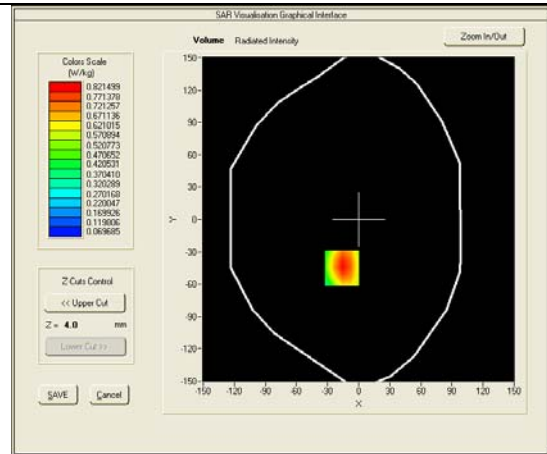 SAR Visualisation Graphical Interface
Volume Radiated Intensity
Zoom In/Out
Colors Scale
(W/kg)
0.821499
0.771378
0.721257
0.671136
0.621015
0.570894
0.520773
0.470652
0.420531
0.370410
0.320289
0.270168
0.220047
0.169926
0.119806
0.069685
Z Cuts Control
<< Upper Cut
Z = 4.0 mm
Lower Cut >>
SAVE Cancel
150
120
90
60
30
0
-30
-60
-90
-120
-150
Y
-150 -120 -90 -60 -30 0 30 60 90 120 150
X